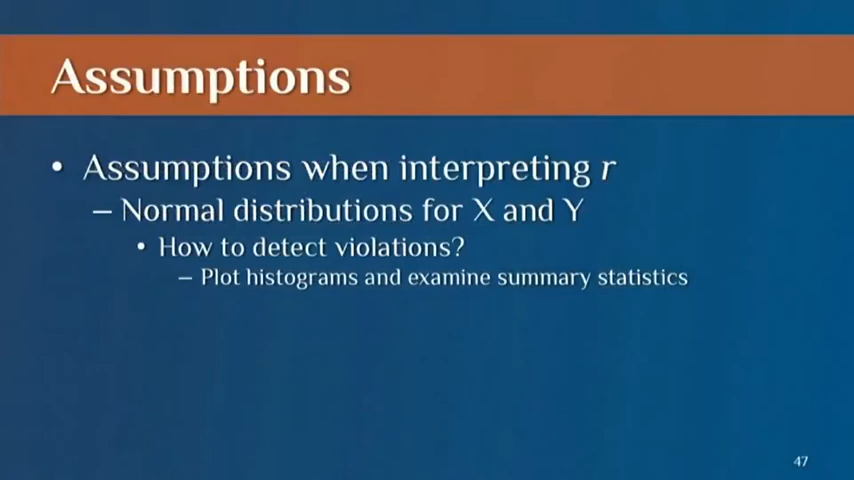 Assumptions
• Assumptions when interpreting r
– Normal distributions for X and Y
• How to detect violations?
– Plot histograms and examine summary statistics
47